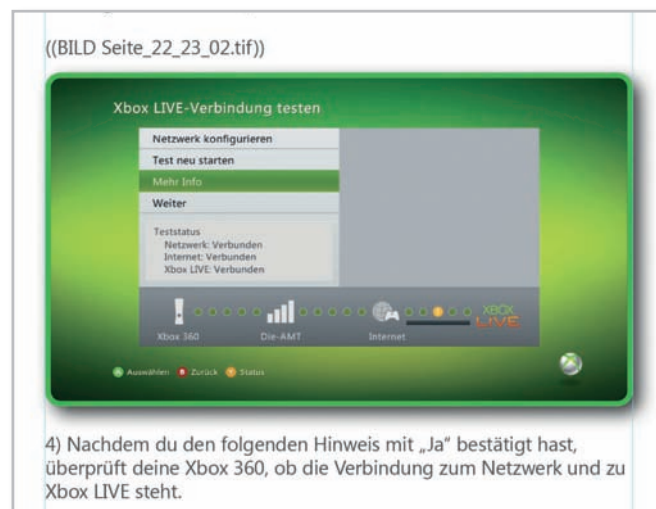 ((BILD Seite_22_23_02.tif))
Xbox LIVE-Verbindung testen
Netzwerk konfigurieren
Test neu starten
Mehr Info
Weiter
Teststatus
Netzwerk: Verbunden
Internet: Verbunden
Xbox LIVE: Verbunden
XBOX
LIVE
Xbox 360 Die-AMT Internet
A Auswählen B Zurück Y Status
4) Nachdem du den folgenden Hinweis mit „Ja" bestätigt hast,
überprüft deine Xbox 360, ob die Verbindung zum Netzwerk und zu
Xbox LIVE steht.